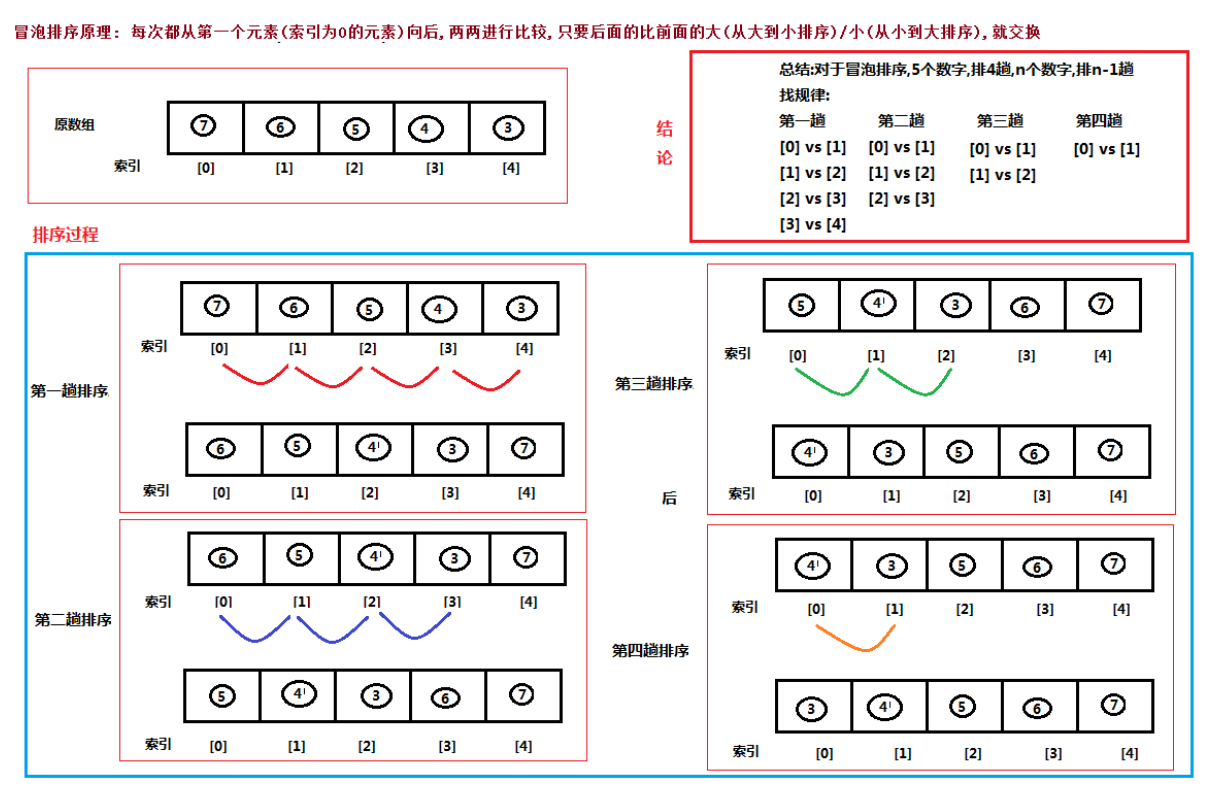 冒泡排序原理: 每次都从第一个元素(索引为0的元素)向后,两两进行比较,只要后面的比前面的大(从大到小排序)/小(从小到大排序),就交换
原数组
7 6 5 4 3
索引 [0] [1] [2] [3] [4]
结
论
总结:对于冒泡排序,5个数字,排4趟,n个数字,排n-1趟
找规律:
第一趟 第二趟 第三趟 第四趟
[0] vs [1] [0] vs [1] [0] vs [1] [0] vs [1]
[1] vs [2] [1] vs [2] [1] vs [2]
[2] vs [3] [2] vs [3]
[3] vs [4]
排序过程
第一趟排序
7 6 5 4 3
索引 [0] [1] [2] [3] [4]
6 5 4' 3 7
索引 [0] [1] [2] [3] [4]
第二趟排序
6 5 4' 3 7
索引 [0] [1] [2] [3] [4]
5 4' 3 6 7
索引 [0] [1] [2] [3] [4]
第三趟排序
5 4' 3 6 7
索引 [0] [1] [2] [3] [4]
4' 3 5 6 7
后
索引 [0] [1] [2] [3] [4]
第四趟排序
4' 3 5 6 7
索引 [0] [1] [2] [3] [4]
3 4' 5 6 7
索引 [0] [1] [2] [3] [4]